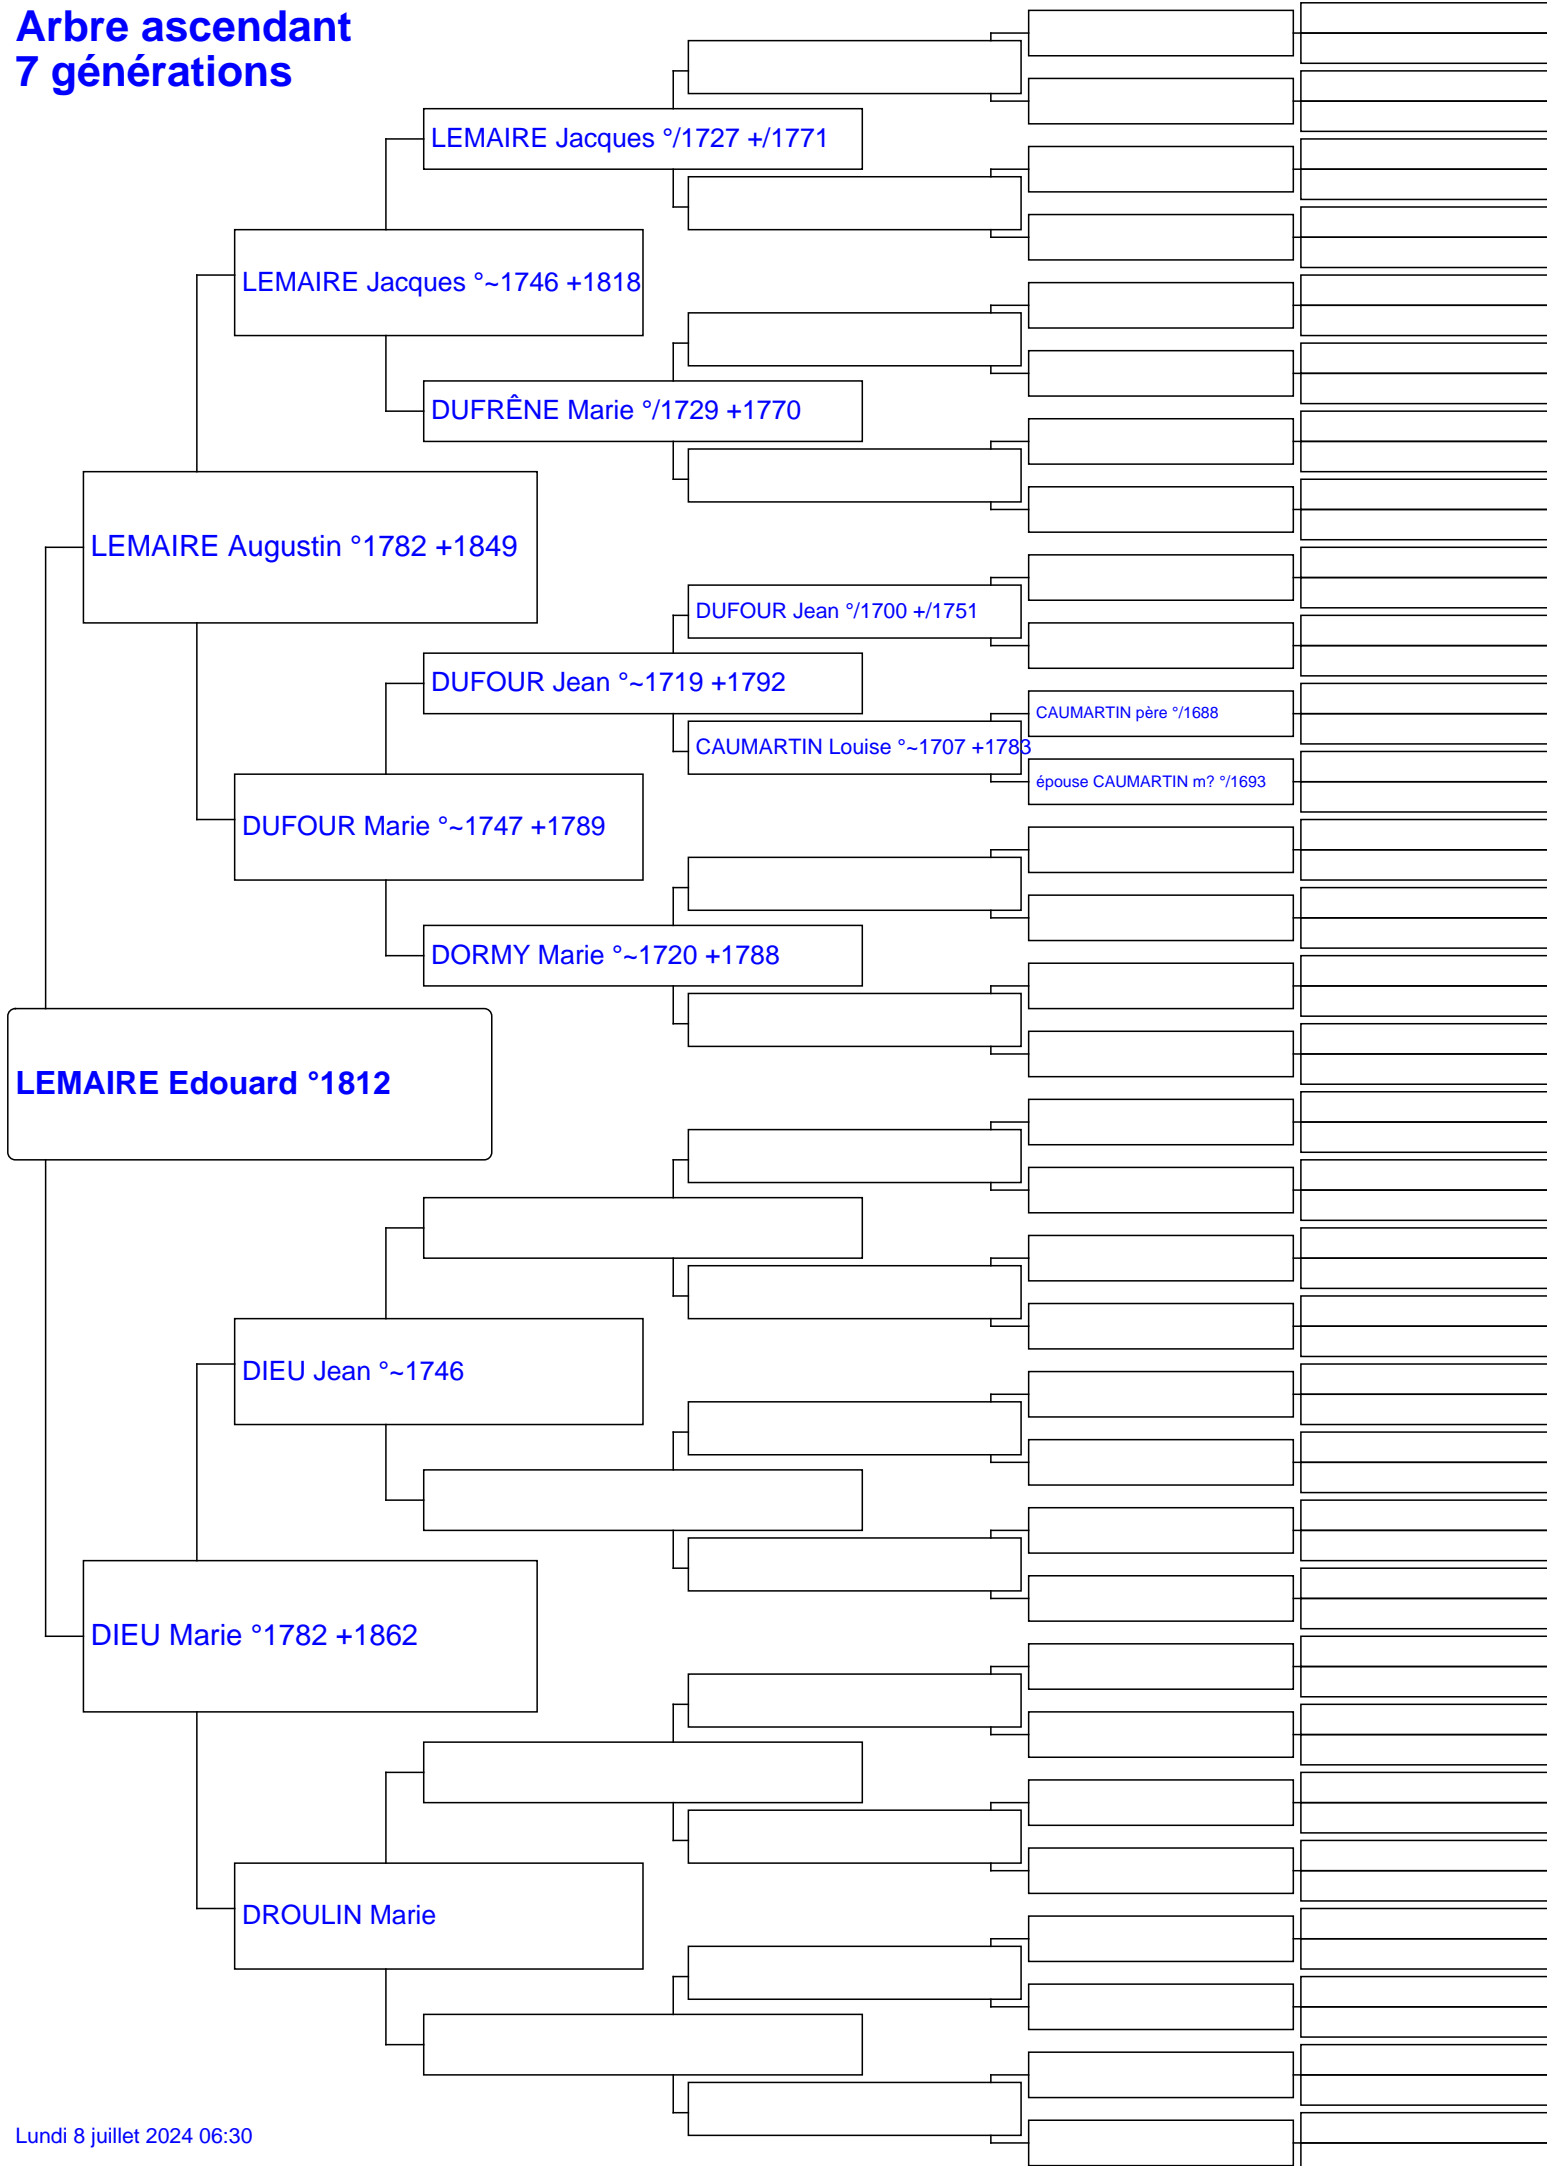 Arbre ascendant
7 générations
LEMAIRE Jacques °/1727 +/1771
LEMAIRE Jacques °~1746 +1818
DUFRÊNE Marie °/1729 +1770
LEMAIRE Augustin °1782 +1849
DUFOUR Jean °/1700 +/1751
DUFOUR Jean °~1719 +1792
CAUMARTIN père °/1688
CAUMARTIN Louise °~1707 +1783
épouse CAUMARTIN m? °/1693
DUFOUR Marie °~1747 +1789
DORMY Marie °~1720 +1788
LEMAIRE Edouard °1812
DIEU Jean °~1746
DIEU Marie °1782 +1862
DROULIN Marie
Lundi 8 juillet 2024 06:30